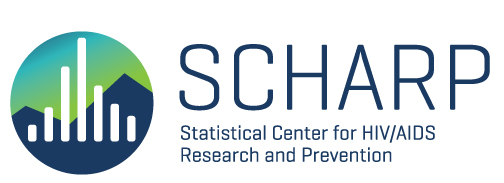 SCHARP
Statistical Center for HIV/AIDS
Research and Prevention